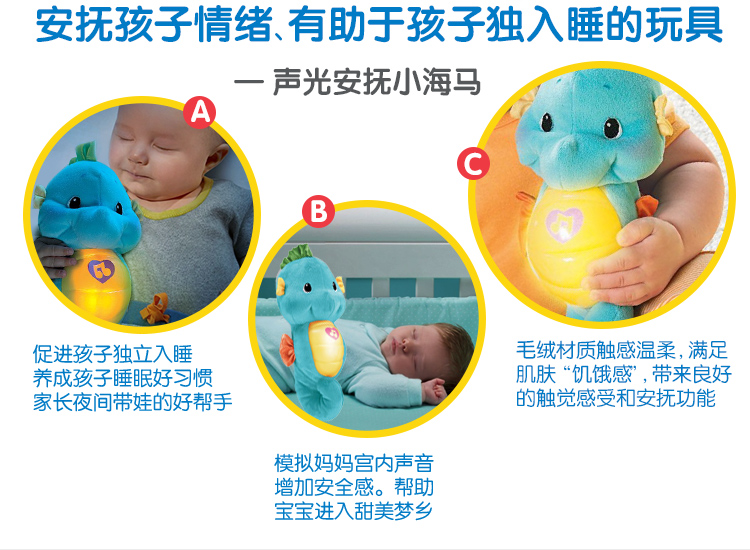 安抚孩子情绪、有助于孩子独入睡的玩具
— 声光安抚小海马
A
促进孩子独立入睡
养成孩子睡眠好习惯
家长夜间带娃的好帮手
B
模拟妈妈宫内声音
增加安全感。帮助
宝宝进入甜美梦乡
C
毛绒材质触感温柔，满足
肌肤“饥饿感”，带来良好
的触觉感受和安抚功能